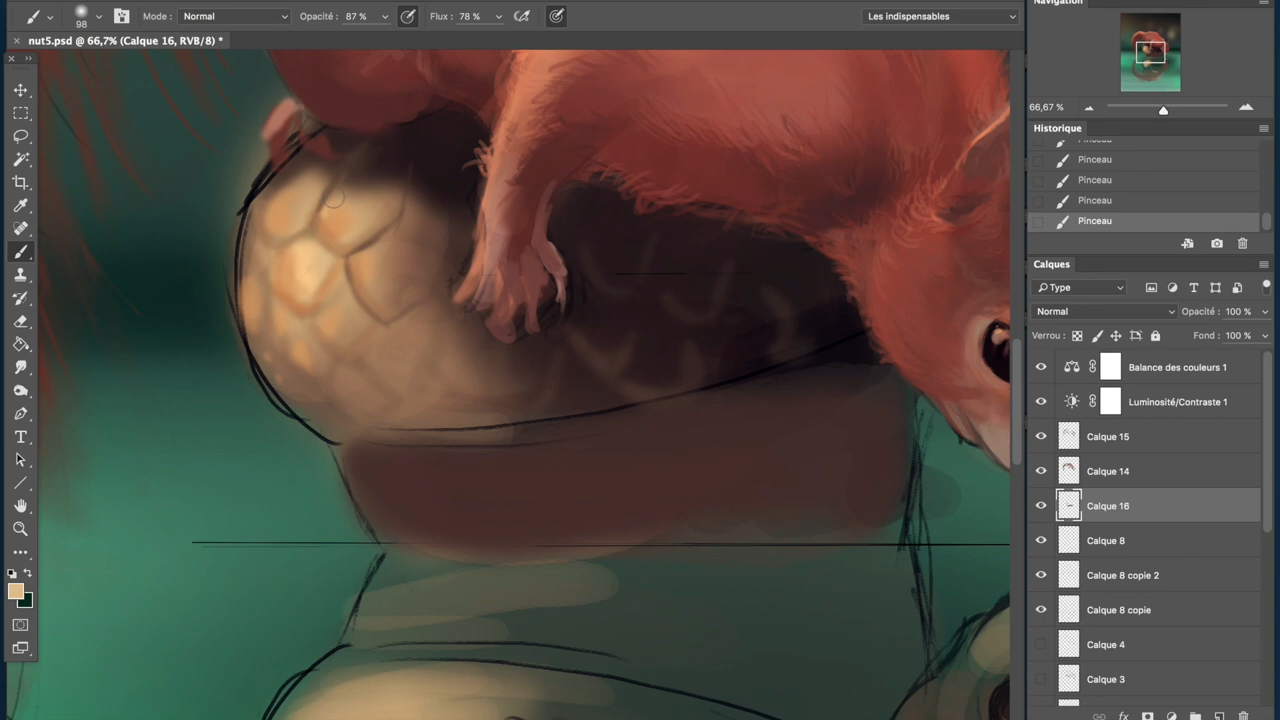 98
Mode : Normal
Opacité : 87 %
Flux : 78 %
Les indispensables
nut5.psd @ 66,7% (Calque 16, RVB/8) *
Navigation
66,67 %
Historique
Pinceau
Pinceau
Pinceau
Pinceau
Pinceau
Calques
Type
Normal
Opacité : 100 %
Verrou :
Fond : 100 %
Balance des couleurs 1
Luminosité/Contraste 1
Calque 15
Calque 14
Calque 16
Calque 8
Calque 8 copie 2
Calque 8 copie
Calque 4
Calque 3
fx